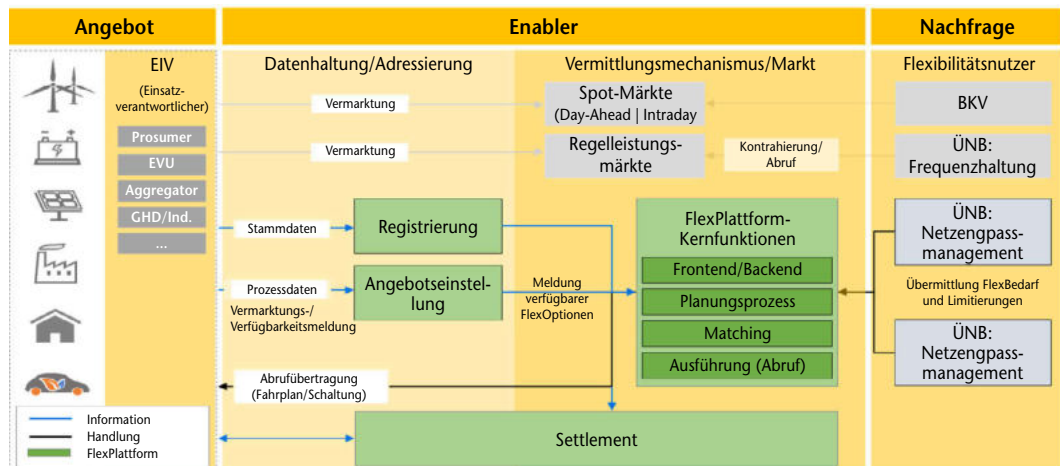 Angebot
Enabler
Nachfrage
EIV
(Einsatz-
verantwortlicher)
Prosumer
EVU
Aggregator
GHD/Ind.
...
Datenhaltung/Adressierung
Vermittlungsmechanismus/Markt
Flexibilitätsnutzer
Vermarktung
Spot-Märkte
(Day-Ahead | Intraday
BKV
Vermarktung
Regelleistungs-
märkte
Kontrahierung/
Abruf
ÜNB:
Frequenzhaltung
Stammdaten
Registrierung
FlexPlattform-
Kernfunktionen
Frontend/Backend
Planungsprozess
Matching
Ausführung (Abruf)
ÜNB:
Netzengpass-
management
Prozessdaten
Vermarktungs-/
Verfügbarkeitsmeldung
Angebotseinstel-
lung
Meldung
verfügbarer
FlexOptionen
Übermittlung FlexBedarf
und Limitierungen
ÜNB:
Netzengpass-
management
Abrufübertragung
(Fahrplan/Schaltung)
Settlement
Information
Handlung
FlexPlattform